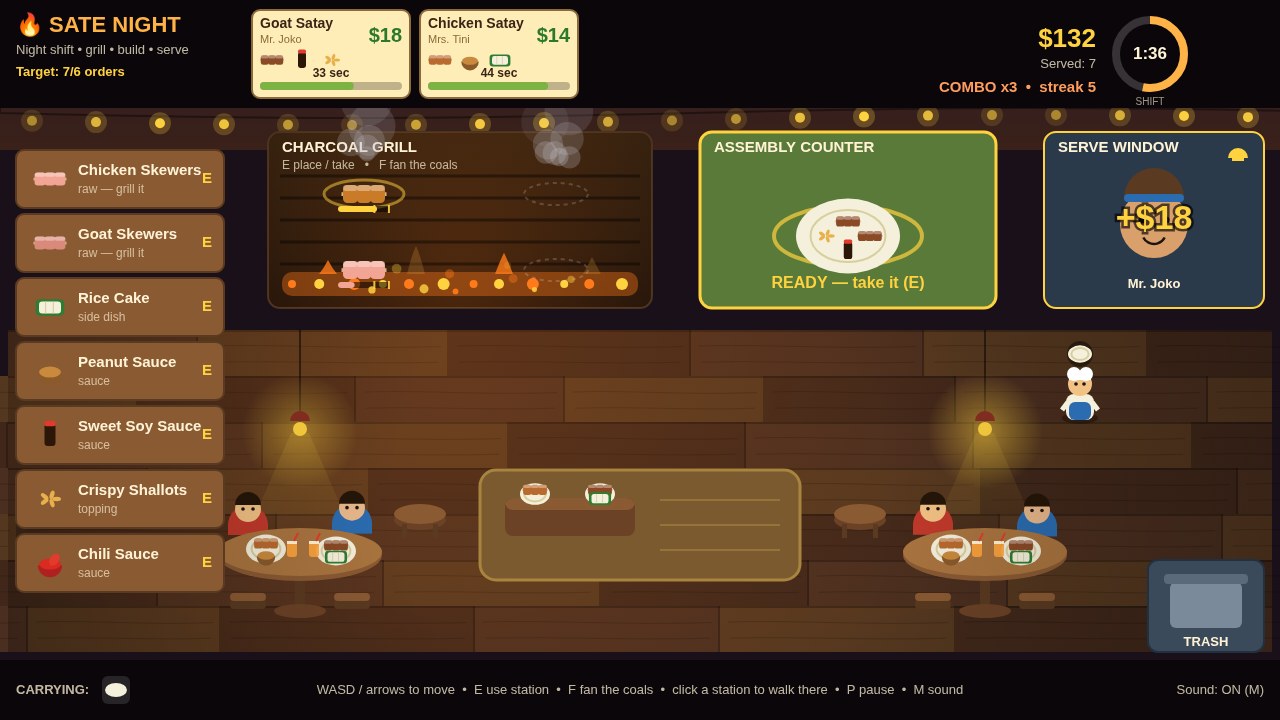 🔥 SATE NIGHT
Night shift • grill • build • serve
Target: 7/6 orders
Goat Satay
Mr. Joko
$18
33 sec
Chicken Satay
Mrs. Tini
$14
44 sec
$132
Served: 7
COMBO x3 • streak 5
1:36
SHIFT
Chicken Skewers
raw — grill it
E
Goat Skewers
raw — grill it
E
Rice Cake
side dish
E
Peanut Sauce
sauce
E
Sweet Soy Sauce
sauce
E
Crispy Shallots
topping
E
Chili Sauce
sauce
E
CHARCOAL GRILL
E place / take • F fan the coals
ASSEMBLY COUNTER
READY — take it (E)
SERVE WINDOW
+$18
Mr. Joko
TRASH
CARRYING:
WASD / arrows to move • E use station • F fan the coals • click a station to walk there • P pause • M sound
Sound: ON (M)